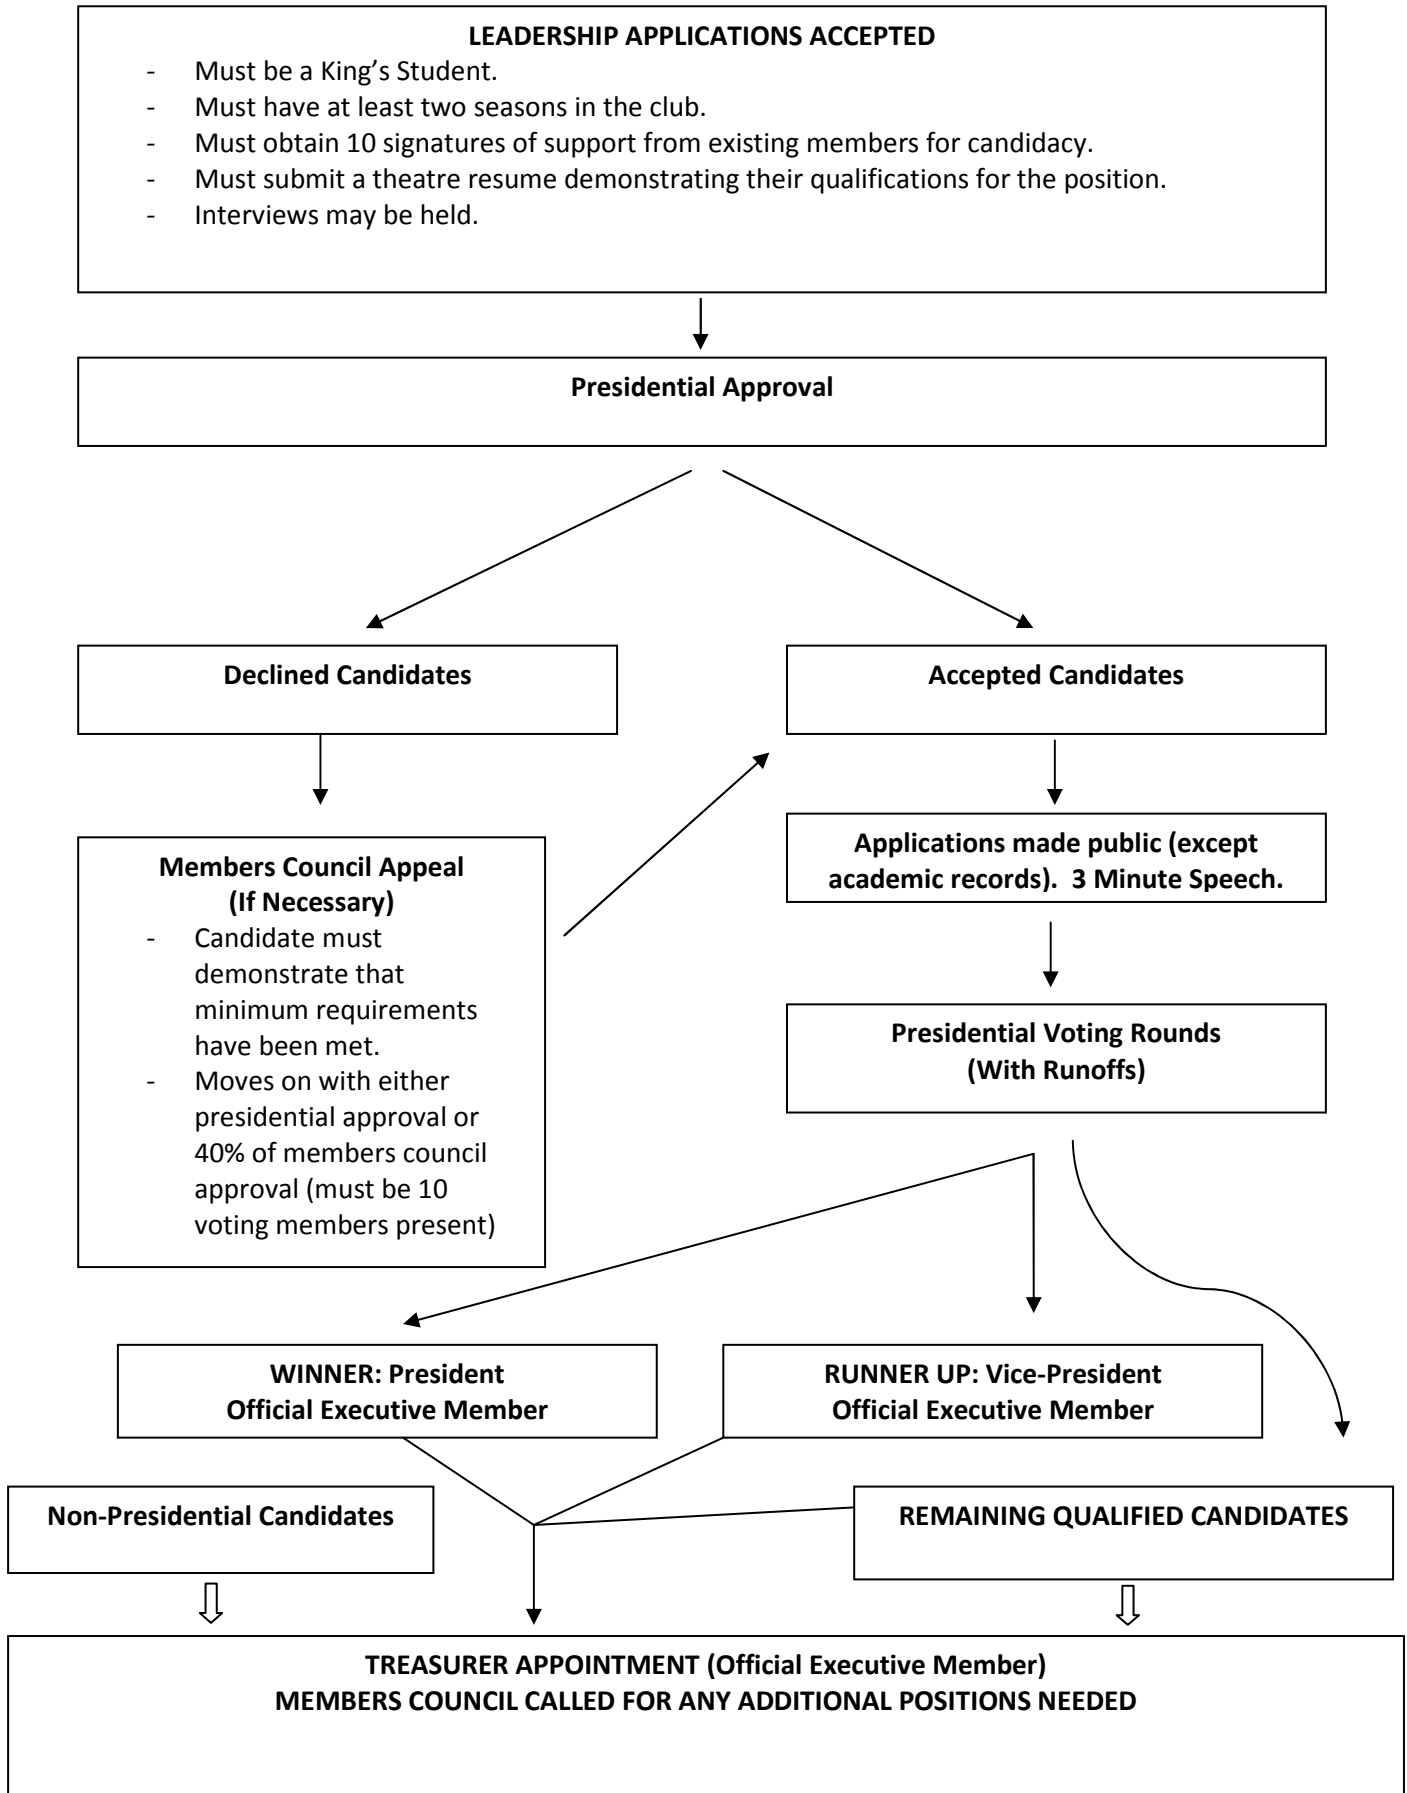 LEADERSHIP APPLICATIONS ACCEPTED
- Must be a King’s Student.
- Must have at least two seasons in the club.
- Must obtain 10 signatures of support from existing members for candidacy.
- Must submit a theatre resume demonstrating their qualifications for the position.
- Interviews may be held.
Presidential Approval
Declined Candidates
Accepted Candidates
Members Council Appeal
(If Necessary)
- Candidate must
demonstrate that
minimum requirements
have been met.
- Moves on with either
presidential approval or
40% of members council
approval (must be 10
voting members present)
Applications made public (except
academic records).  3 Minute Speech.
Presidential Voting Rounds
(With Runoffs)
WINNER: President
Official Executive Member
RUNNER UP: Vice-President
Official Executive Member
Non-Presidential Candidates
REMAINING QUALIFIED CANDIDATES
TREASURER APPOINTMENT (Official Executive Member)
MEMBERS COUNCIL CALLED FOR ANY ADDITIONAL POSITIONS NEEDED